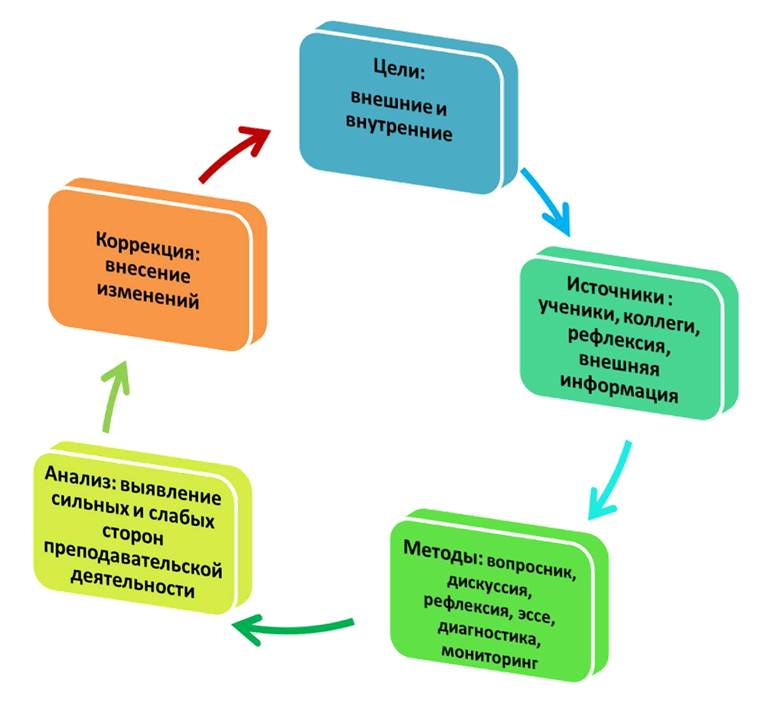 Цели:
внешние и
внутренние
Источники :
ученики, коллеги,
рефлексия,
внешняя
информация
Методы: вопросник,
дискуссия,
рефлексия, эссе,
диагностика,
мониторинг
Анализ: выявление
сильных и слабых
сторон
преподавательской
деятельности
Коррекция:
внесение
изменений